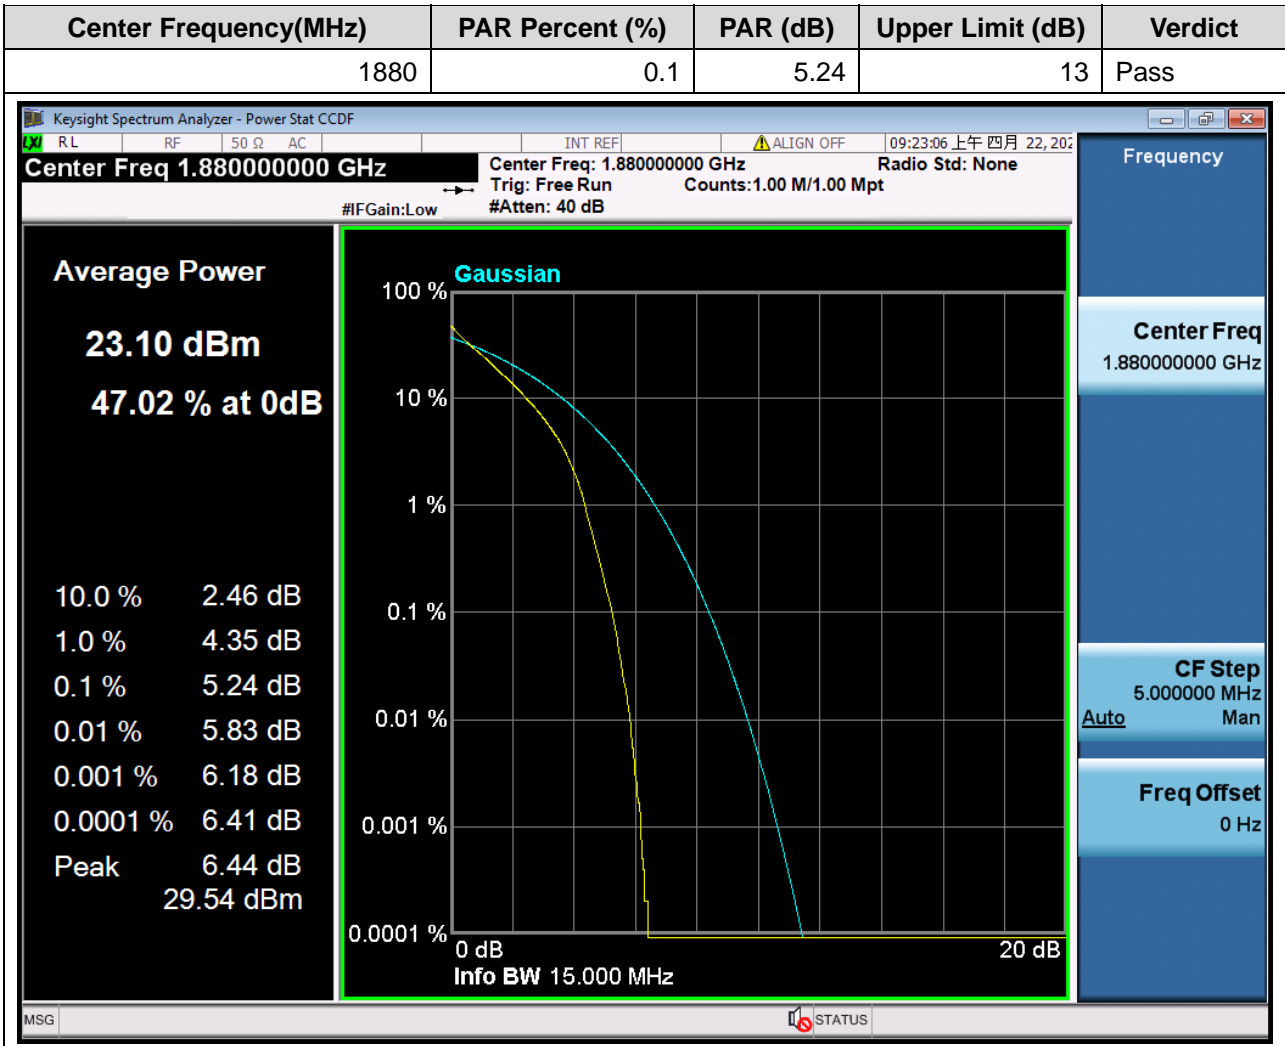 Center Frequency(MHz) PAR Percent (%) PAR (dB) Upper Limit (dB) Verdict
1880 0.1 5.24 13 Pass
Keysight Spectrum Analyzer - Power Stat CCDF
LXI RL RF 50 Ω AC INT REF ALIGN OFF 09:23:06 上午 四月 22, 202
Center Freq 1.880000000 GHz
Center Freq: 1.880000000 GHz Radio Std: None
Trig: Free Run Counts:1.00 M/1.00 Mpt
#IFGain:Low #Atten: 40 dB
Average Power
23.10 dBm
47.02 % at 0dB
10.0 % 2.46 dB
1.0 % 4.35 dB
0.1 % 5.24 dB
0.01 % 5.83 dB
0.001 % 6.18 dB
0.0001 % 6.41 dB
Peak 6.44 dB
29.54 dBm
Gaussian
100 %
10 %
1 %
0.1 %
0.01 %
0.001 %
0.0001 %
0 dB 20 dB
Info BW 15.000 MHz
Frequency
Center Freq
1.880000000 GHz
CF Step
5.000000 MHz
Auto Man
Freq Offset
0 Hz
MSG STATUS